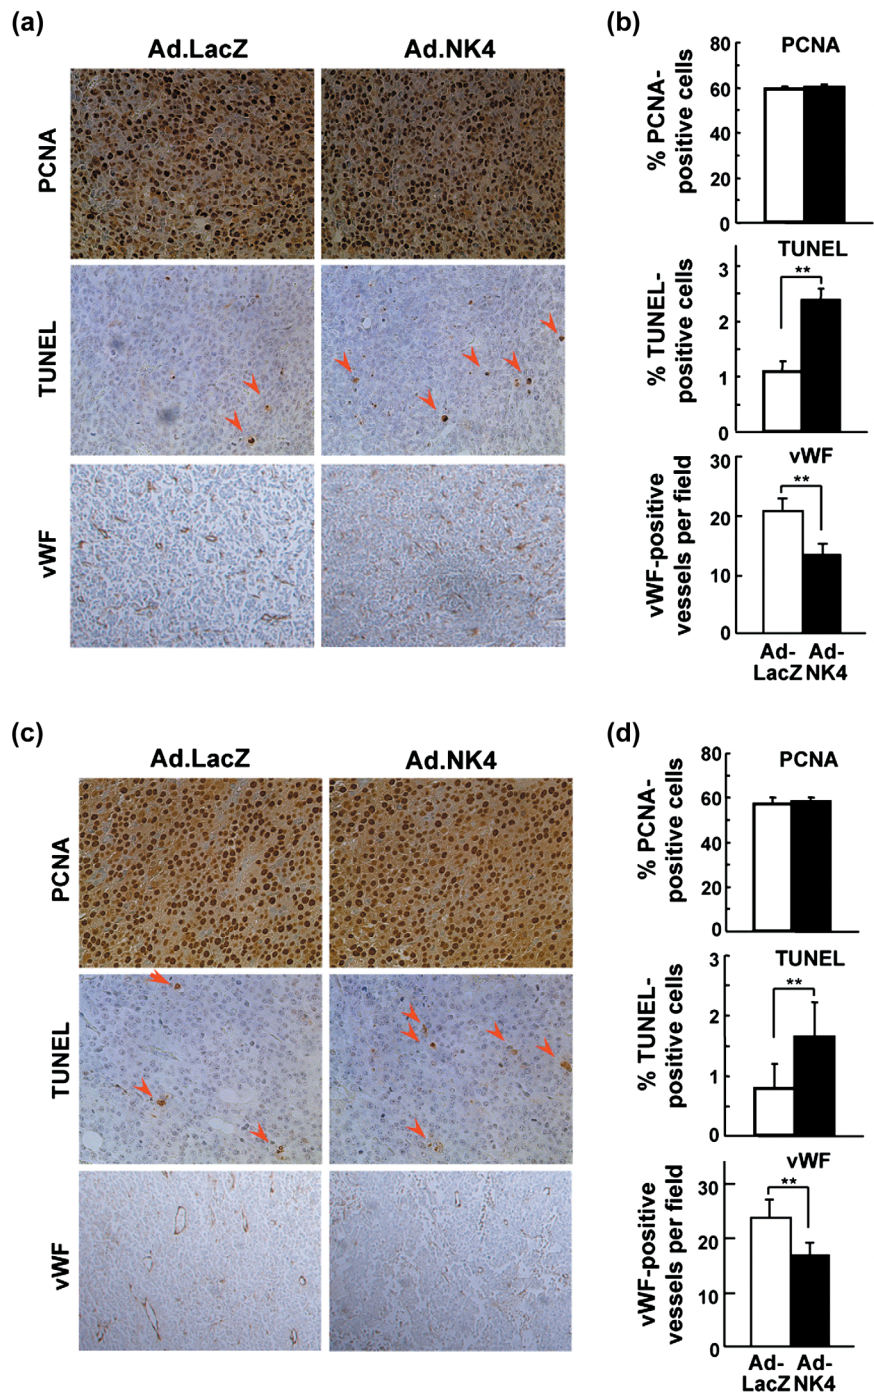 (a)
Ad.LacZ Ad.NK4
PCNA
TUNEL
vWF
(b)
PCNA
% PCNA-
positive cells
80
60
40
20
0
TUNEL
**
% TUNEL-
positive cells
3
2
1
0
vWF
**
vWF-positive
vessels per field
30
20
10
0
Ad- Ad-
LacZ NK4
(c)
Ad.LacZ Ad.NK4
PCNA
TUNEL
vWF
(d)
PCNA
% PCNA-
positive cells
80
60
40
20
0
TUNEL
**
% TUNEL-
positive cells
3
2
1
0
vWF
**
vWF-positive
vessels per field
30
20
10
0
Ad- Ad-
LacZ NK4